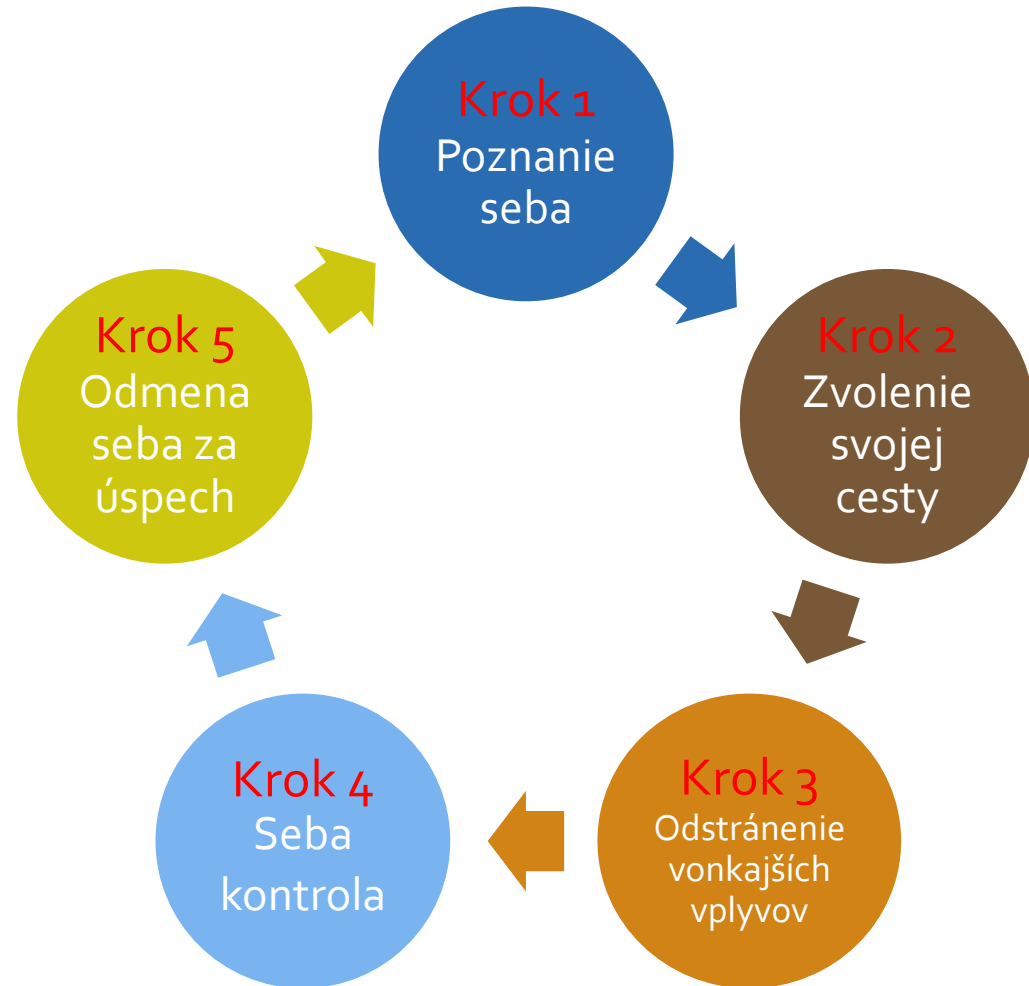 Krok 1
Poznanie
seba
Krok 2
Zvolenie
svojej
cesty
Krok 3
Odstránenie
vonkajších
vplyvov
Krok 4
Seba
kontrola
Krok 5
Odmena
seba za
úspech